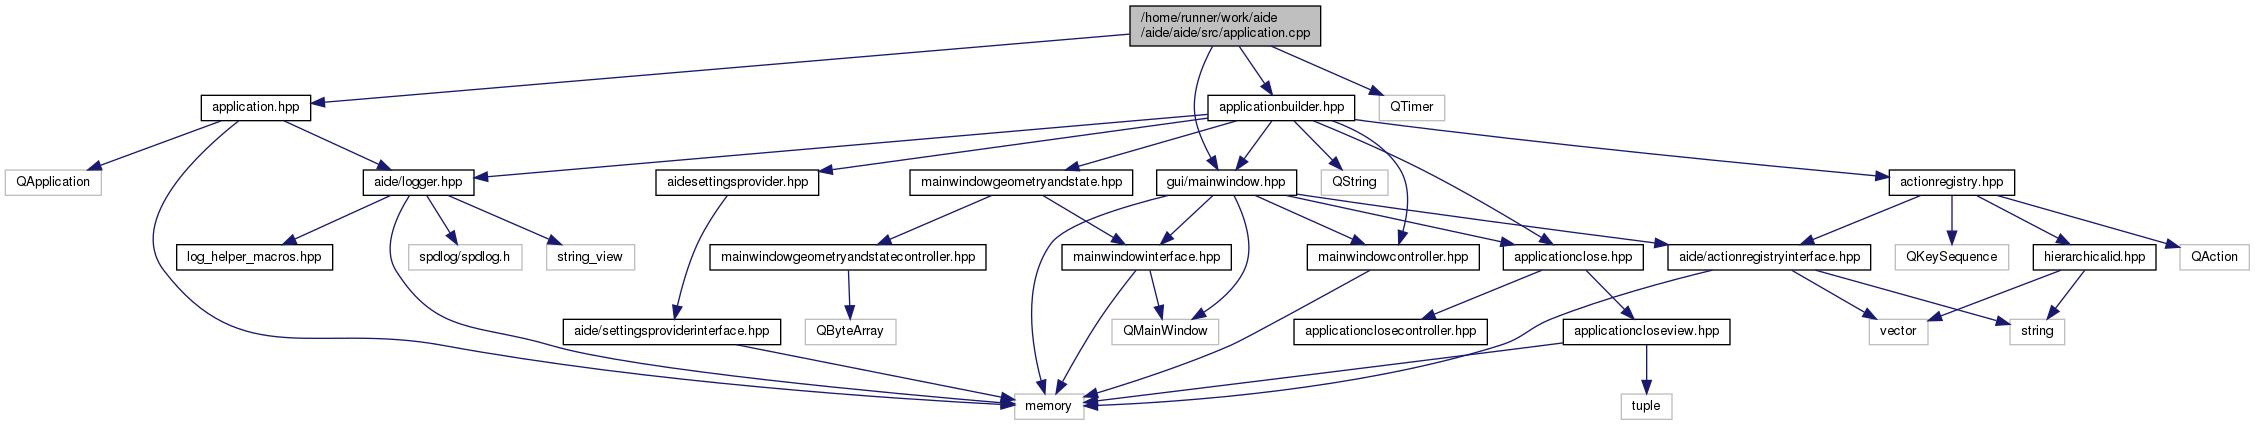 /home/runner/work/aide
/aide/aide/src/application.cpp
application.hpp
applicationbuilder.hpp
QTimer
QApplication
aide/logger.hpp
aidesettingsprovider.hpp
mainwindowgeometryandstate.hpp
gui/mainwindow.hpp
QString
actionregistry.hpp
log_helper_macros.hpp
spdlog/spdlog.h
string_view
mainwindowgeometryandstatecontroller.hpp
mainwindowinterface.hpp
mainwindowcontroller.hpp
applicationclose.hpp
aide/actionregistryinterface.hpp
QKeySequence
hierarchicalid.hpp
QAction
aide/settingsproviderinterface.hpp
QByteArray
QMainWindow
applicationclosecontroller.hpp
applicationcloseview.hpp
vector
string
memory
tuple